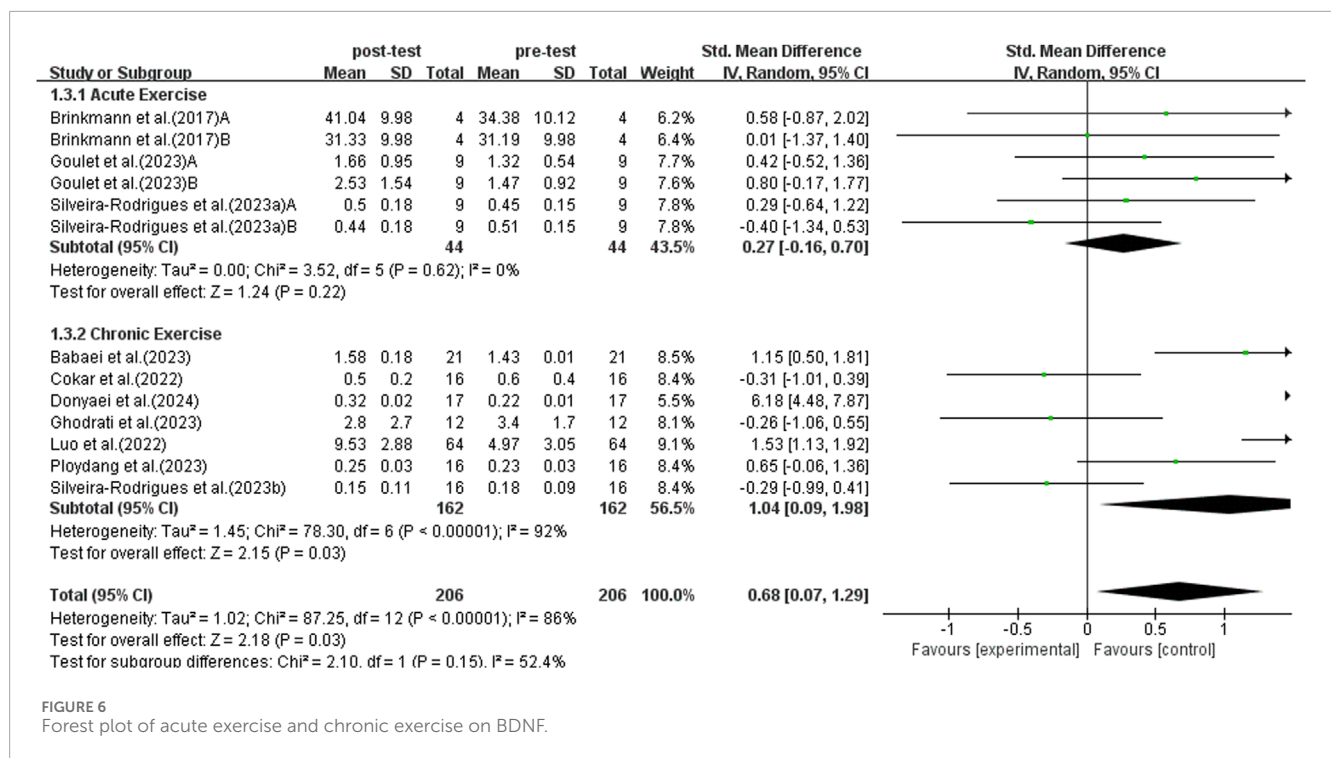 post-test pre-test Std. Mean Difference Std. Mean Difference
Study or Subgroup Mean SD Total Mean SD Total Weight IV, Random, 95% CI IV, Random, 95% CI
1.3.1 Acute Exercise
Brinkmann et al.(2017)A 41.04 9.98 4 34.38 10.12 4 6.2% 0.58 [-0.87, 2.02]
Brinkmann et al.(2017)B 31.33 9.98 4 31.19 9.98 4 6.4% 0.01 [-1.37, 1.40]
Goulet et al.(2023)A 1.66 0.95 9 1.32 0.54 9 7.7% 0.42 [-0.52, 1.36]
Goulet et al.(2023)B 2.53 1.54 9 1.47 0.92 9 7.6% 0.80 [-0.17, 1.77]
Silveira-Rodrigues et al.(2023a)A 0.5 0.18 9 0.45 0.15 9 7.8% 0.29 [-0.64, 1.22]
Silveira-Rodrigues et al.(2023a)B 0.44 0.18 9 0.51 0.15 9 7.8% -0.40 [-1.34, 0.53]
Subtotal (95% CI) 44 44 43.5% 0.27 [-0.16, 0.70]
Heterogeneity: Tau² = 0.00; Chi² = 3.52, df = 5 (P = 0.62); I² = 0%
Test for overall effect: Z = 1.24 (P = 0.22)
1.3.2 Chronic Exercise
Babaei et al.(2023) 1.58 0.18 21 1.43 0.01 21 8.5% 1.15 [0.50, 1.81]
Cokar et al.(2022) 0.5 0.2 16 0.6 0.4 16 8.4% -0.31 [-1.01, 0.39]
Donyaei et al.(2024) 0.32 0.02 17 0.22 0.01 17 5.5% 6.18 [4.48, 7.87]
Ghodrati et al.(2023) 2.8 2.7 12 3.4 1.7 12 8.1% -0.26 [-1.06, 0.55]
Luo et al.(2022) 9.53 2.88 64 4.97 3.05 64 9.1% 1.53 [1.13, 1.92]
Ploydang et al.(2023) 0.25 0.03 16 0.23 0.03 16 8.4% 0.65 [-0.06, 1.36]
Silveira-Rodrigues et al.(2023b) 0.15 0.11 16 0.18 0.09 16 8.4% -0.29 [-0.99, 0.41]
Subtotal (95% CI) 162 162 56.5% 1.04 [0.09, 1.98]
Heterogeneity: Tau² = 1.45; Chi² = 78.30, df = 6 (P < 0.00001); I² = 92%
Test for overall effect: Z = 2.15 (P = 0.03)
Total (95% CI) 206 206 100.0% 0.68 [0.07, 1.29]
Heterogeneity: Tau² = 1.02; Chi² = 87.25, df = 12 (P < 0.00001); I² = 86%
Test for overall effect: Z = 2.18 (P = 0.03)
Test for subgroup differences: Chi² = 2.10, df = 1 (P = 0.15), I² = 52.4%
-1 -0.5 0 0.5 1
Favours [experimental] Favours [control]
FIGURE 6
Forest plot of acute exercise and chronic exercise on BDNF.